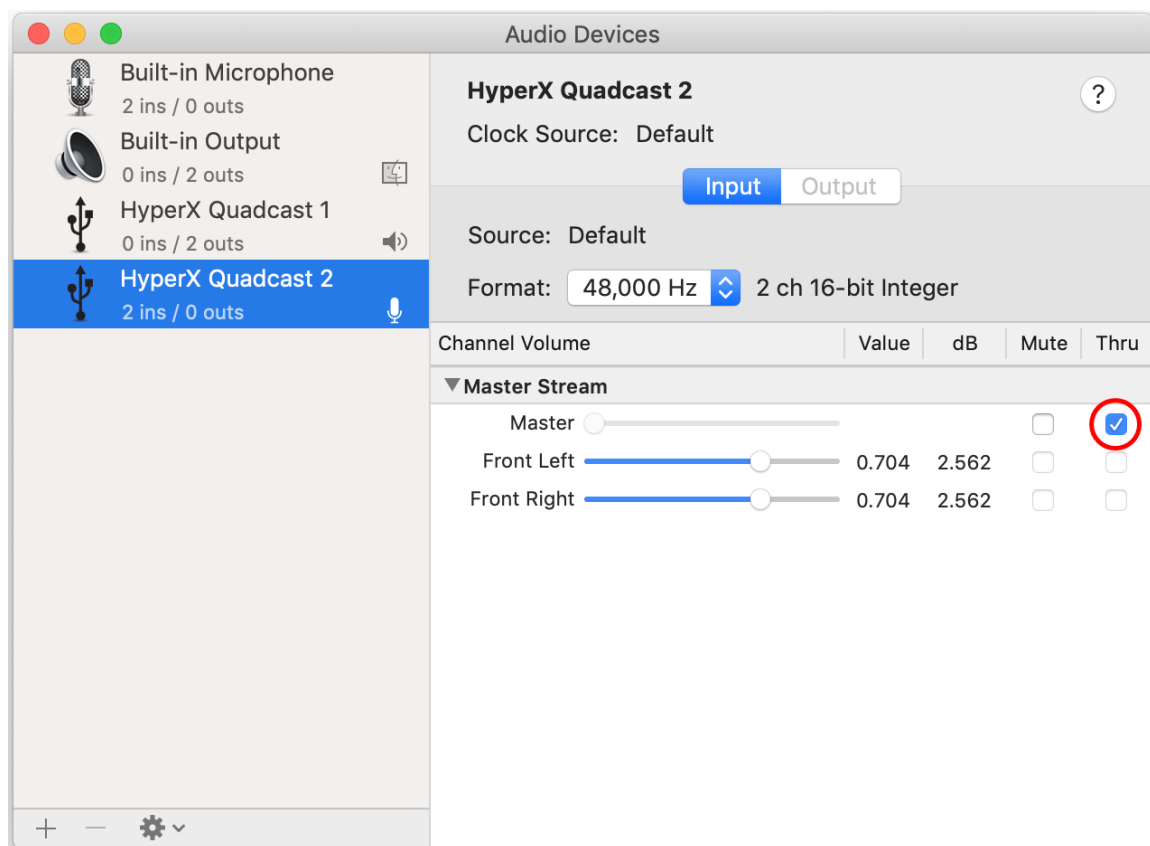 Audio Devices
Built-in Microphone
2 ins / 0 outs
Built-in Output
0 ins / 2 outs
HyperX Quadcast 1
0 ins / 2 outs
HyperX Quadcast 2
2 ins / 0 outs
HyperX Quadcast 2
?
Clock Source: Default
Input Output
Source: Default
Format: 48,000 Hz 2 ch 16-bit Integer
Channel Volume Value dB Mute Thru
Master Stream
Master
Front Left 0.704 2.562
Front Right 0.704 2.562